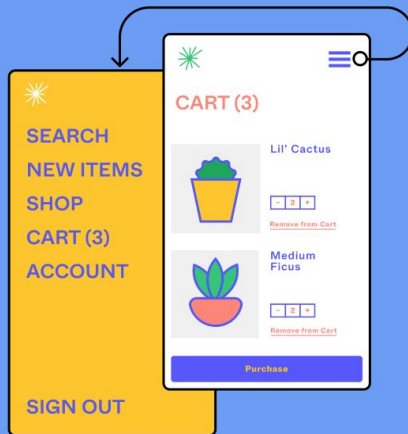 SEARCH
NEW ITEMS
SHOP
CART (3)
ACCOUNT
SIGN OUT
CART (3)
Lil' Cactus
- 2 +
Remove from Cart
Medium
Ficus
- 2 +
Remove from Cart
Purchase